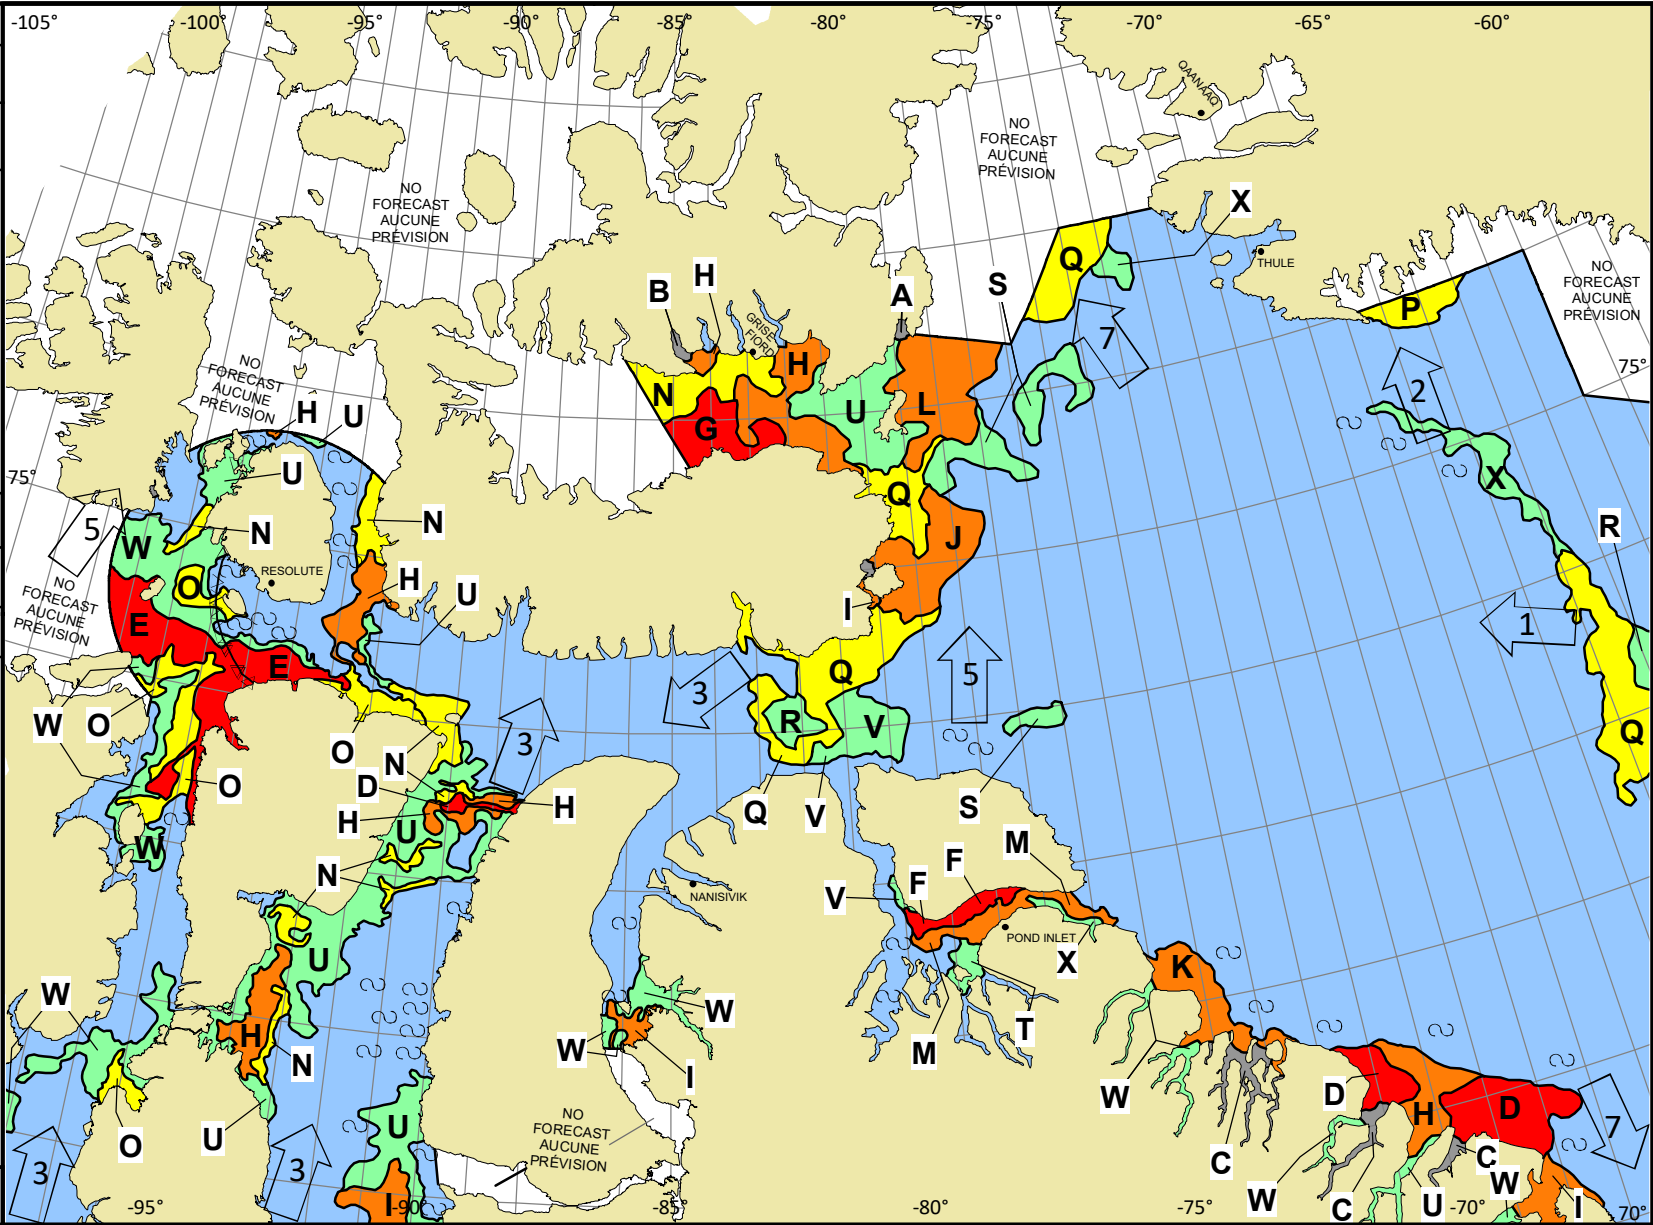 -105° -100° -95° -90° -85° -80° -75° -70° -65° -60°
QAANAAQ
NO
FORECAST
AUCUNE
PRÉVISION
NO
FORECAST
AUCUNE
PRÉVISION
X
Q
THULE
NO
FORECAST
AUCUNE
PRÉVISION
B H A S
P
GRISE
FIORD
7
NO
FORECAST
AUCUNE
PRÉVISION
H
75°
N
2
H U
U L
G
75°
U
X
Q
5
N N
R
W
J
NO
FORECAST
AUCUNE
PRÉVISION
RESOLUTE
O
H
U
I
E
1
E
Q
5
3
W O
R V
Q
3
O
N
D
O
H
Q V S
H
U
W
M
F
N
F
V
NANISIVIK
POND INLET
X
U
K
W
W
T
H
W
M
N
I
W
D
H
D
NO
FORECAST
AUCUNE
PRÉVISION
7
O U
U
C
C
3
3
W
C
W
U
I
I
-95° -90° -85° -80° -75° -70° 70°